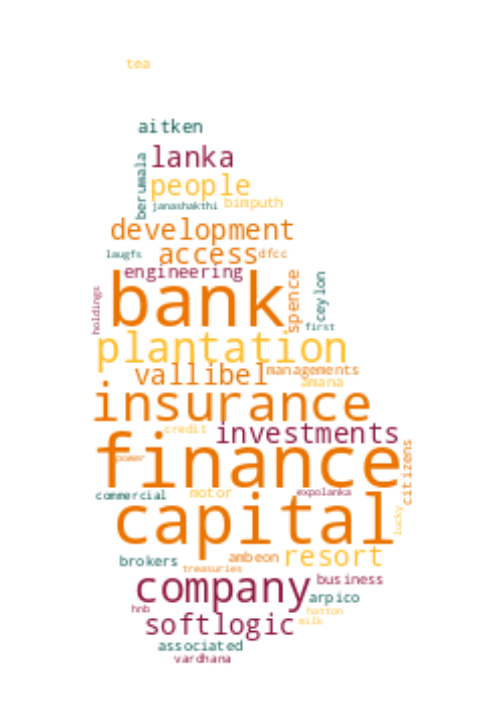 tea
aitken
lanka
berumala
people
janashakthi
bimputh
development
laugfs
access
dfcc
engineering
holdings
bank
spence
ceylon
first
plantation
vallibel
managements
amana
insurance
credit
investments
finance
power
citizens
commercial
motor
expolanka
capital
lucky
brokers
ambeon
resort
treasuries
company
business
arpico
hnb
hatton
softlogic
milk
associated
vardhana